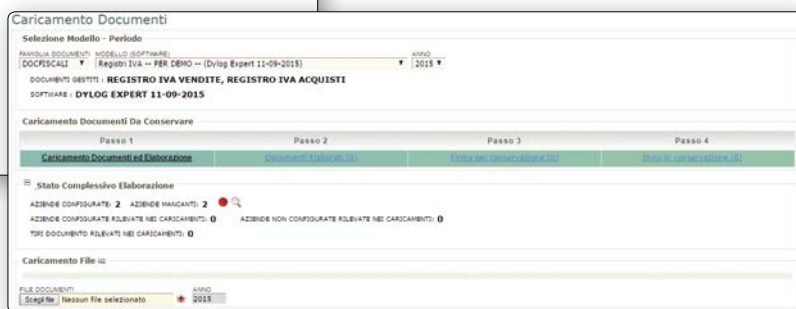 Caricamento Documenti
Selezione Modello - Periodo
FAMIGLIA DOCUMENTI MODELLO (SOFTWARE) ANNO
DOCFISCALI Registri IVA -- PER DEMO -- (Dylog Expert 11-09-2015) 2015
DOCUMENTI GESTITI : REGISTRO IVA VENDITE, REGISTRO IVA ACQUISTI
SOFTWARE : DYLOG EXPERT 11-09-2015
Caricamento Documenti Da Conservare
Passo 1 Passo 2 Passo 3 Passo 4
Caricamento Documenti ed Elaborazione Documenti Elaborati (0) Firma per conservazione (0) Invio in conservazione (0)
Stato Complessivo Elaborazione
AZIENDE CONFIGURATE: 2 AZIENDE MANCANTI: 2
AZIENDE CONFIGURATE RILEVATE NEI CARICAMENTI: 0 AZIENDE NON CONFIGURATE RILEVATE NEI CARICAMENTI: 0
TIPI DOCUMENTO RILEVATI NEI CARICAMENTI: 0
Caricamento File
FILE DOCUMENTI ANNO
Scegli file Nessun file selezionato 2015